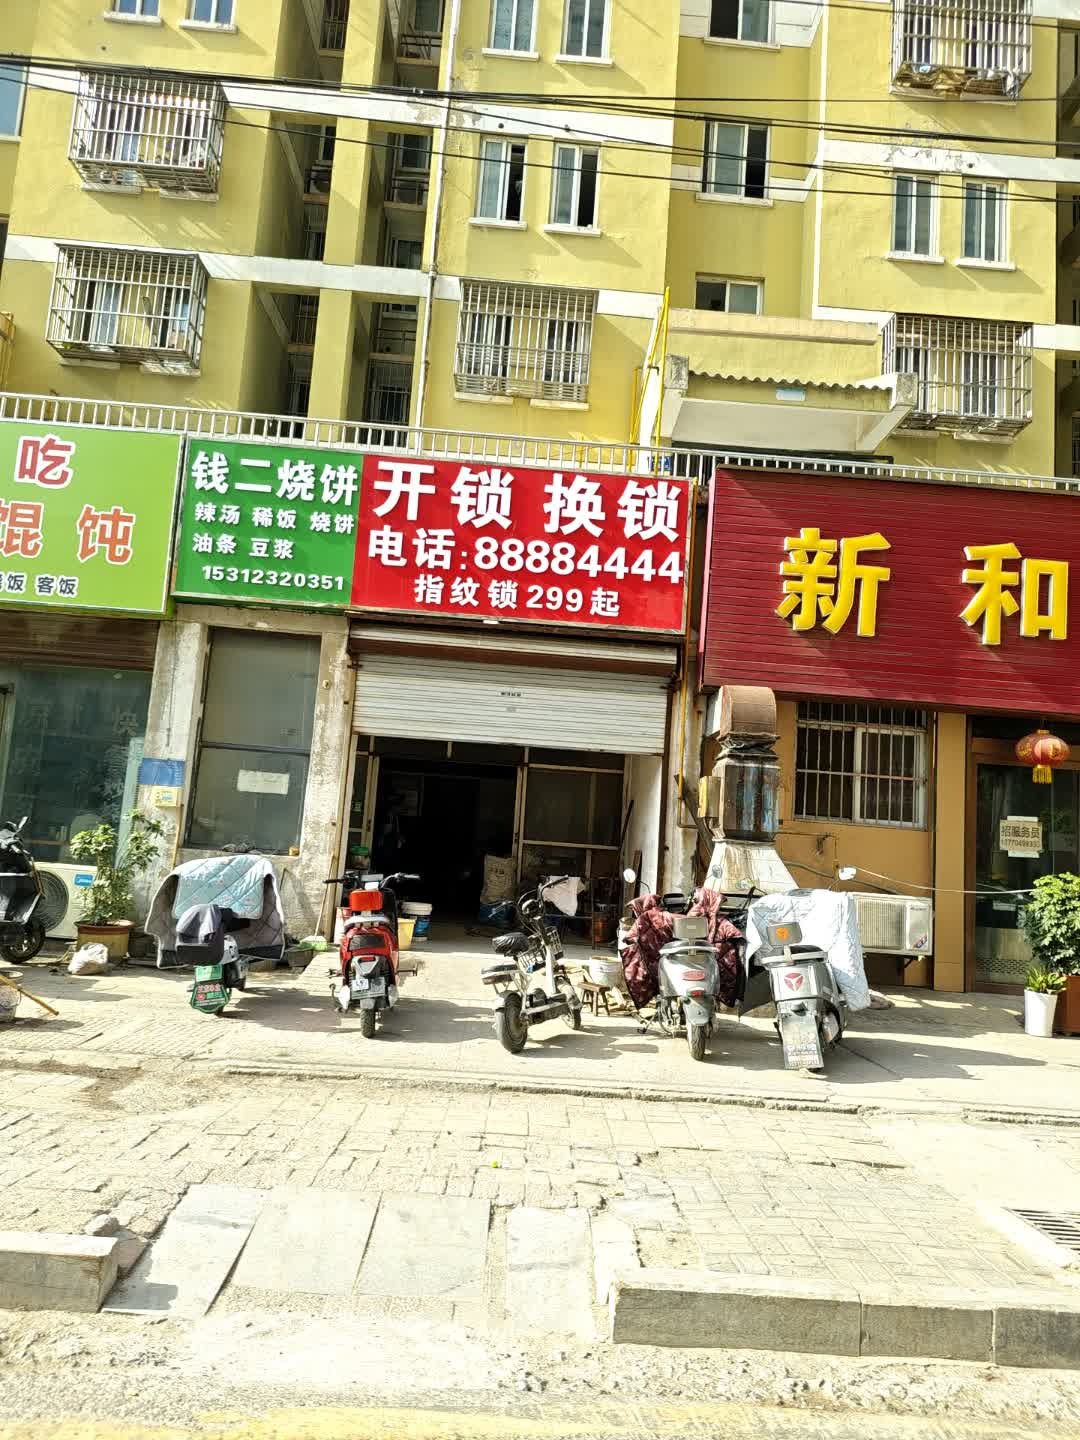 吃
馄 饨
饭 客饭
钱二烧饼
辣汤 稀饭 烧饼
油条 豆浆
15312320351
开锁 换锁
电话:88884444
指纹锁299起
新 和
招服务员